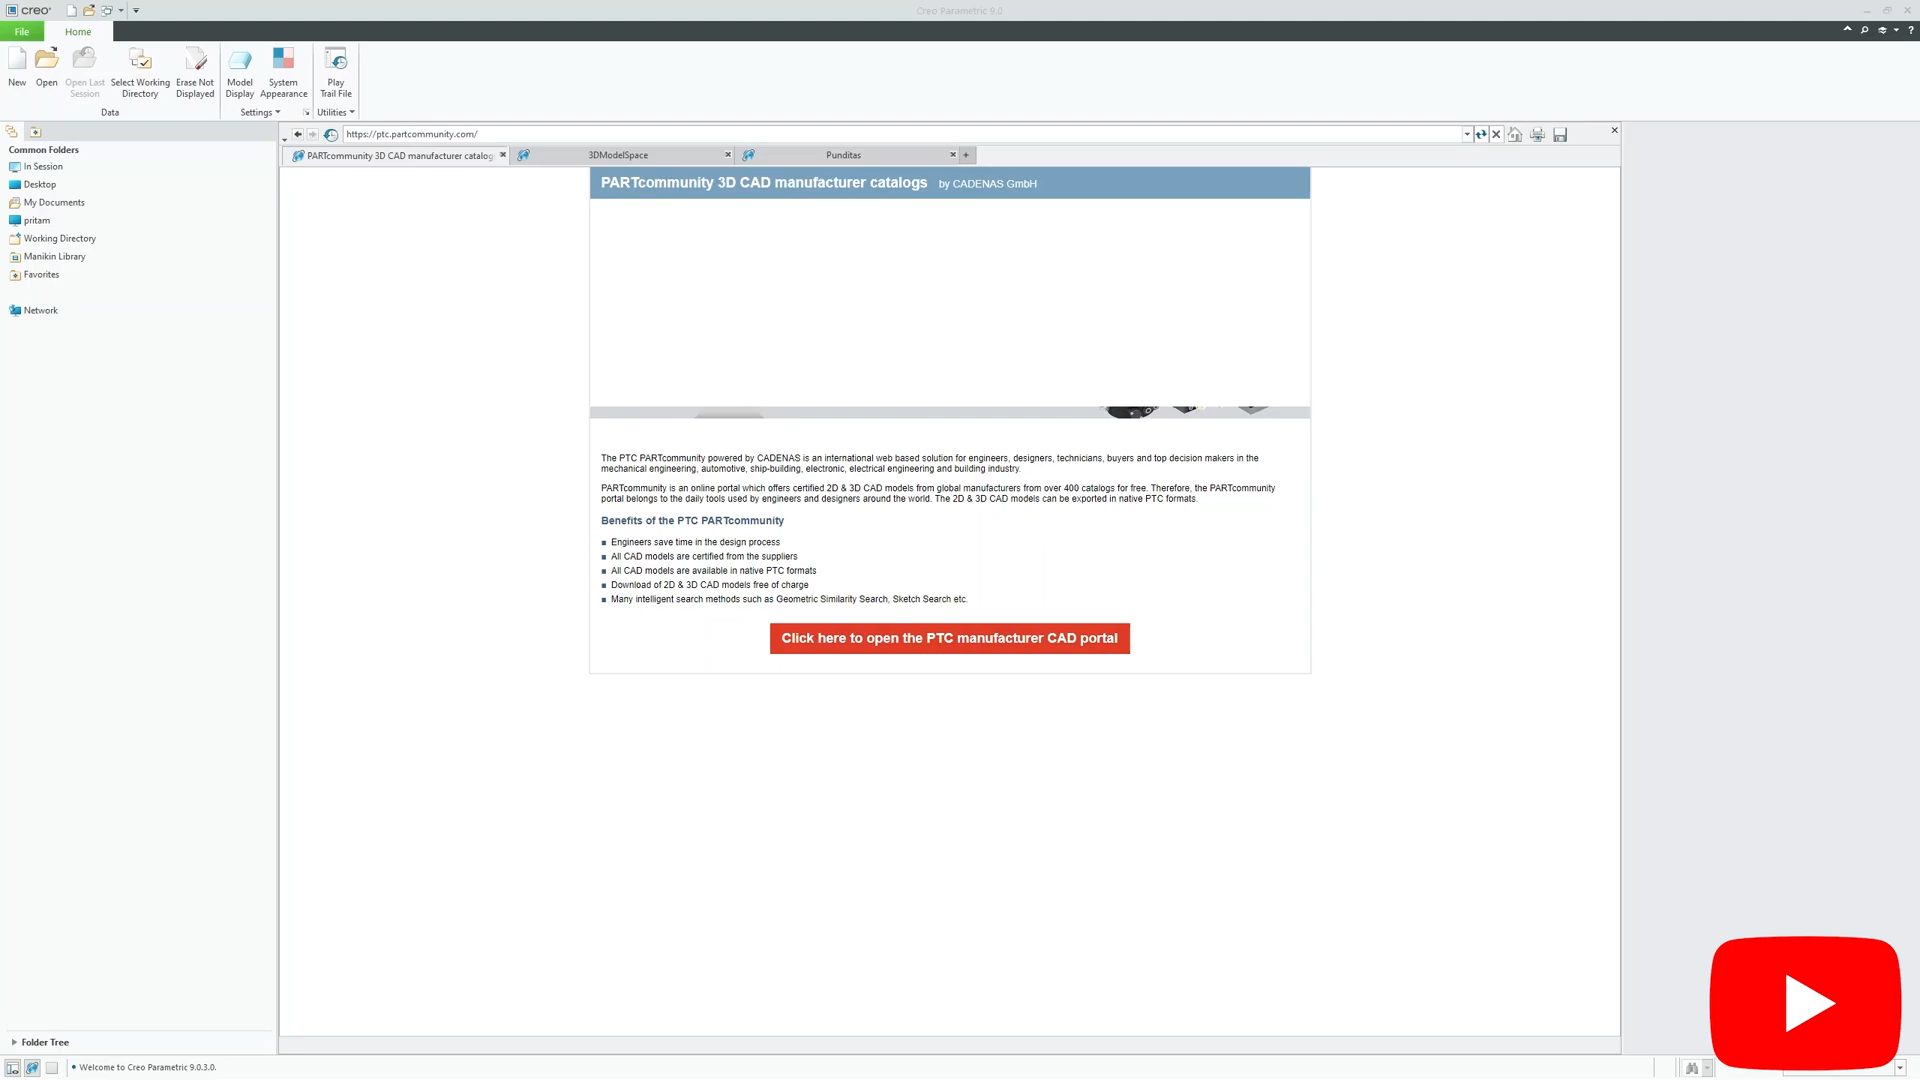 creo
Creo Parametric 9.0
File
Home
New
Open
Open Last
Session
Select Working
Directory
Erase Not
Displayed
Model
Display
System
Appearance
Play
Trail File
Data
Settings
Utilities
https://ptc.partcommunity.com/
PARTcommunity 3D CAD manufacturer catalog
3DModelSpace
Punditas
Common Folders
In Session
Desktop
My Documents
pritam
Working Directory
Manikin Library
Favorites
Network
PARTcommunity 3D CAD manufacturer catalogs by CADENAS GmbH
The PTC PARTcommunity powered by CADENAS is an international web based solution for engineers, designers, technicians, buyers and top decision makers in the
mechanical engineering, automotive, ship-building, electronic, electrical engineering and building industry.
PARTcommunity is an online portal which offers certified 2D & 3D CAD models from global manufacturers from over 400 catalogs for free. Therefore, the PARTcommunity
portal belongs to the daily tools used by engineers and designers around the world. The 2D & 3D CAD models can be exported in native PTC formats.
Benefits of the PTC PARTcommunity
Engineers save time in the design process
All CAD models are certified from the suppliers
All CAD models are available in native PTC formats
Download of 2D & 3D CAD models free of charge
Many intelligent search methods such as Geometric Similarity Search, Sketch Search etc.
Click here to open the PTC manufacturer CAD portal
Folder Tree
• Welcome to Creo Parametric 9.0.3.0.